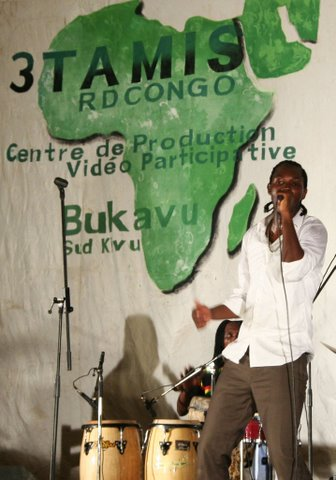 3TAMIS
RDCONGO
Centre de Production
Vidéo Participative
Bukavu
Sud Kivu